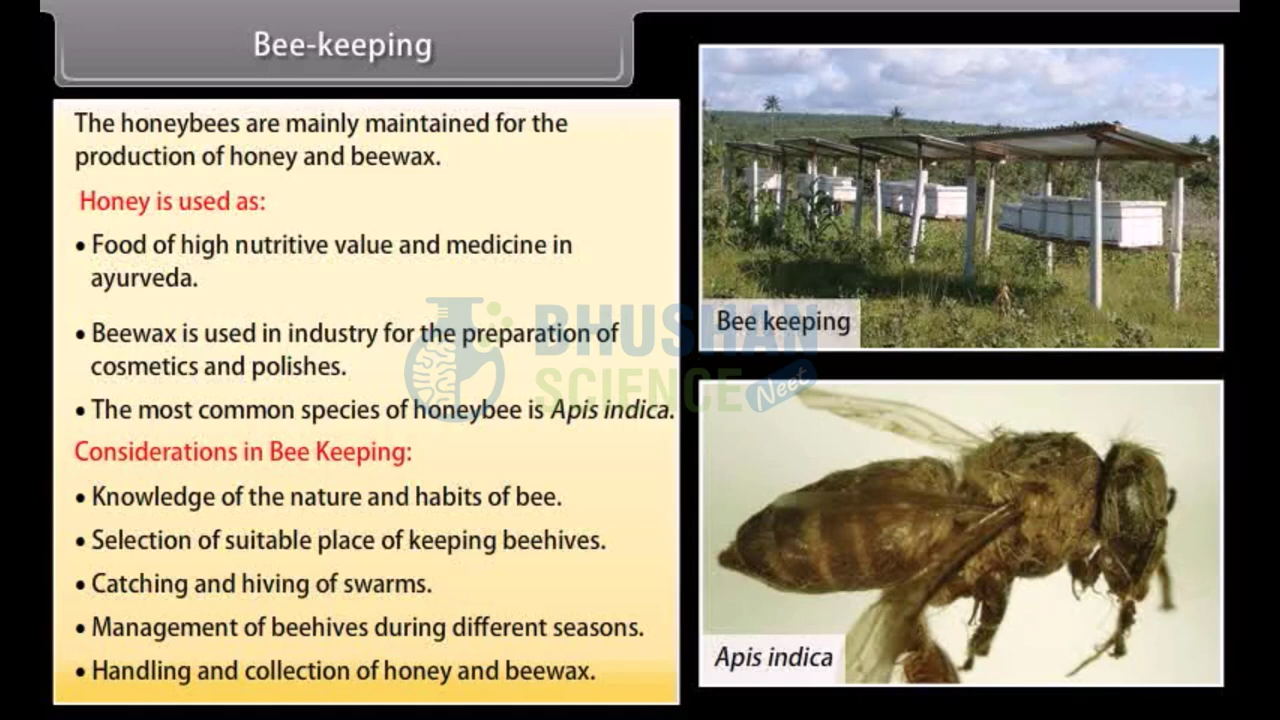 Bee-keeping
The honeybees are mainly maintained for the
production of honey and beewax.
Honey is used as:
• Food of high nutritive value and medicine in
ayurveda.
• Beewax is used in industry for the preparation of
cosmetics and polishes.
• The most common species of honeybee is Apis indica.
Considerations in Bee Keeping:
• Knowledge of the nature and habits of bee.
• Selection of suitable place of keeping beehives.
• Catching and hiving of swarms.
• Management of beehives during different seasons.
• Handling and collection of honey and beewax.
Bee keeping
Apis indica
BHUSHAN
SCIENCE Neet